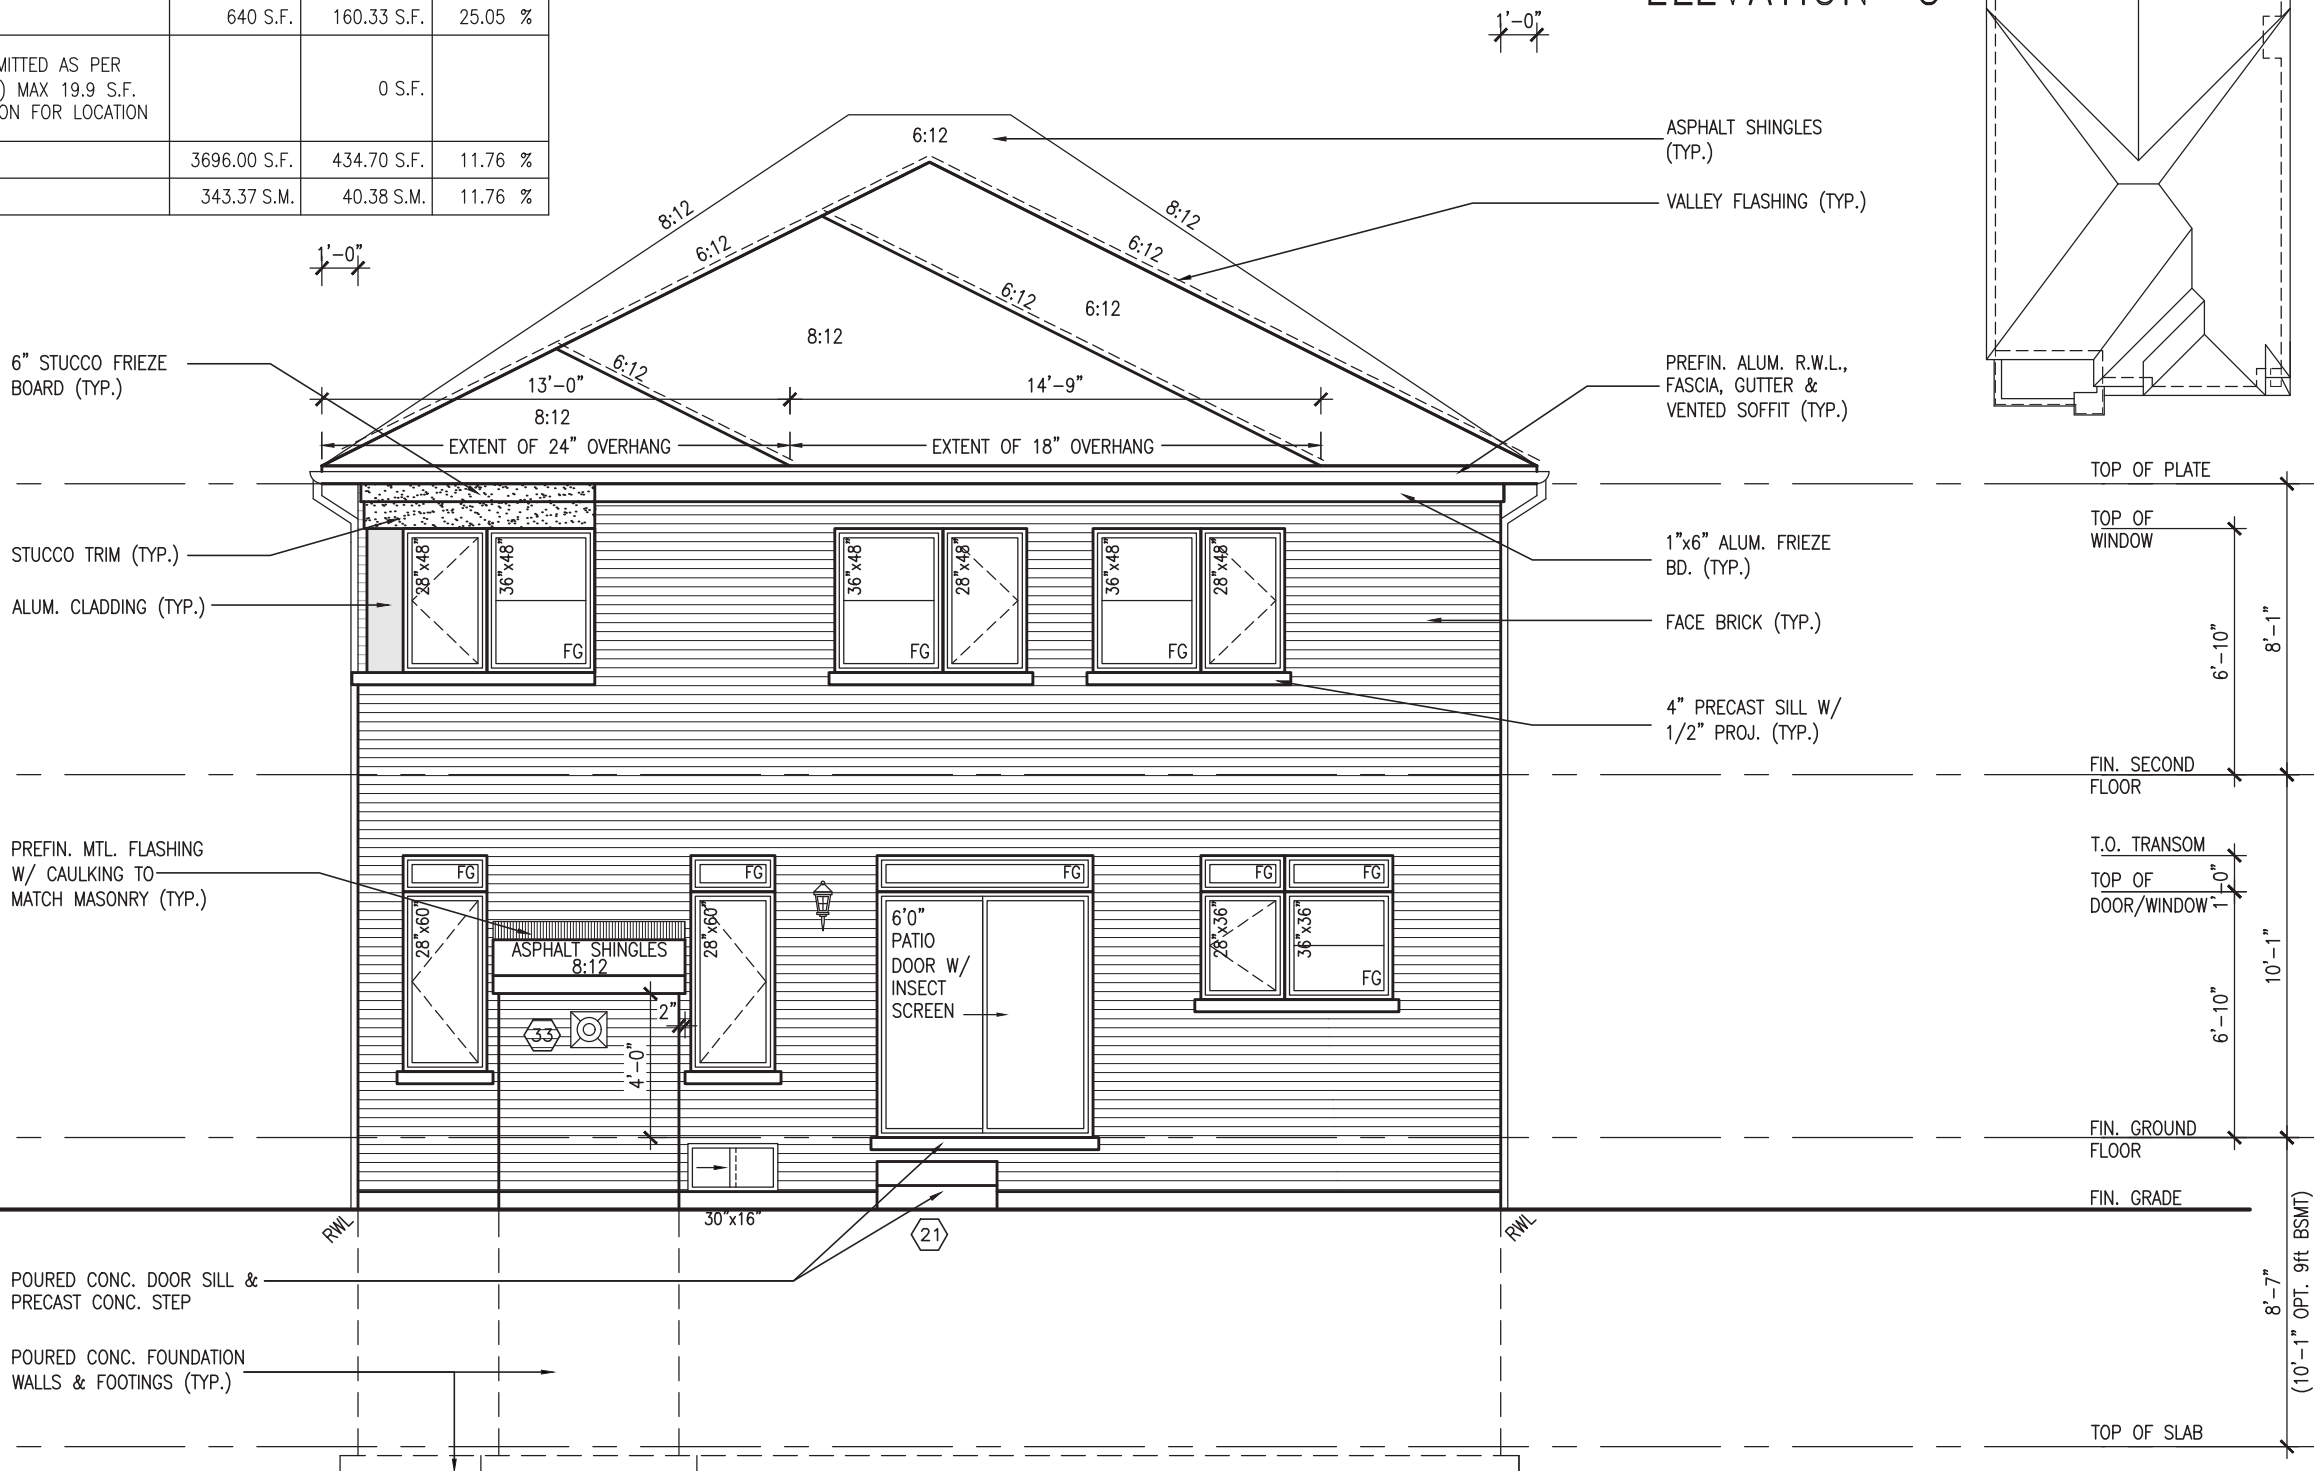 640 S.F. 160.33 S.F. 25.05 %
MITTED AS PER
) MAX 19.9 S.F.
ON FOR LOCATION
0 S.F.
3696.00 S.F. 434.70 S.F. 11.76 %
343.37 S.M. 40.38 S.M. 11.76 %
1'-0"
1'-0"
6:12
8:12
6:12
8:12
6:12
6:12
6:12
8:12
6:12
13'-0"
14'-9"
8:12
EXTENT OF 24" OVERHANG
EXTENT OF 18" OVERHANG
6" STUCCO FRIEZE
BOARD (TYP.)
STUCCO TRIM (TYP.)
ALUM. CLADDING (TYP.)
PREFIN. MTL. FLASHING
W/ CAULKING TO
MATCH MASONRY (TYP.)
POURED CONC. DOOR SILL &
PRECAST CONC. STEP
POURED CONC. FOUNDATION
WALLS & FOOTINGS (TYP.)
ASPHALT SHINGLES
(TYP.)
VALLEY FLASHING (TYP.)
PREFIN. ALUM. R.W.L.,
FASCIA, GUTTER &
VENTED SOFFIT (TYP.)
1"x6" ALUM. FRIEZE
BD. (TYP.)
FACE BRICK (TYP.)
4" PRECAST SILL W/
1/2" PROJ. (TYP.)
28"x48"
36"x48"
FG
36"x48"
FG
28"x48"
36"x48"
FG
28"x48"
FG
28"x60"
ASPHALT SHINGLES
8:12
FG
28"x60"
33
2"
4'-0"
FG
6'0"
PATIO
DOOR W/
INSECT
SCREEN
FG
FG
28"x36"
36"x36"
FG
30"x16"
21
RWL
RWL
TOP OF PLATE
TOP OF
WINDOW
6'-10"
8'-1"
FIN. SECOND
FLOOR
T.O. TRANSOM
TOP OF
DOOR/WINDOW
1'-0"
10'-1"
6'-10"
FIN. GROUND
FLOOR
FIN. GRADE
8'-7"
(10'-1" OPT. 9ft BSMT)
TOP OF SLAB